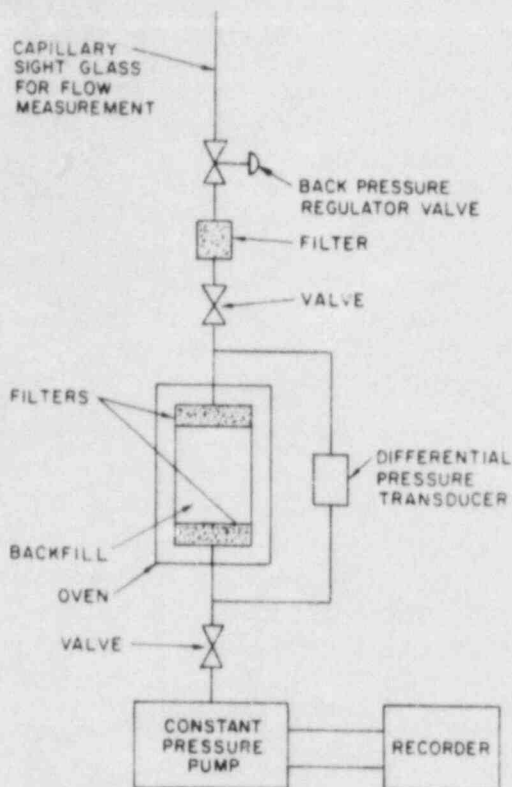 CAPILLARY
SIGHT GLASS
FOR FLOW
MEASUREMENT
BACK PRESSURE
REGULATOR VALVE
FILTER
VALVE
FILTERS
DIFFERENTIAL
PRESSURE
TRANSDUCER
BACKFILL
OVEN
VALVE
CONSTANT
PRESSURE
PUMP
RECORDER